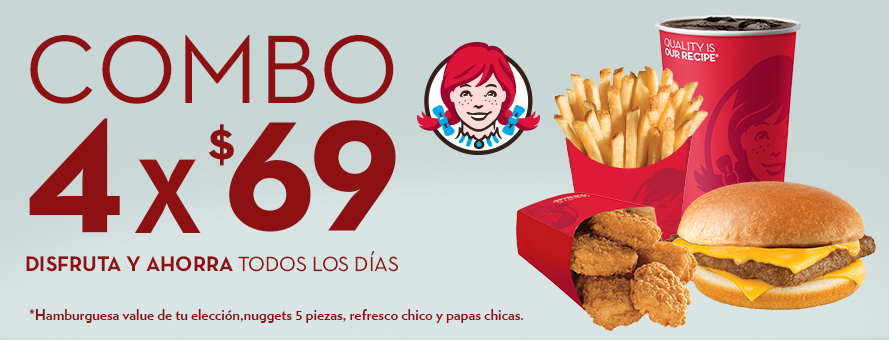 COMBO
4x$69
DISFRUTA Y AHORRA TODOS LOS DÍAS
*Hamburguesa value de tu elección,nuggets 5 piezas, refresco chico y papas chicas.
QUALITY IS
OUR RECIPE*